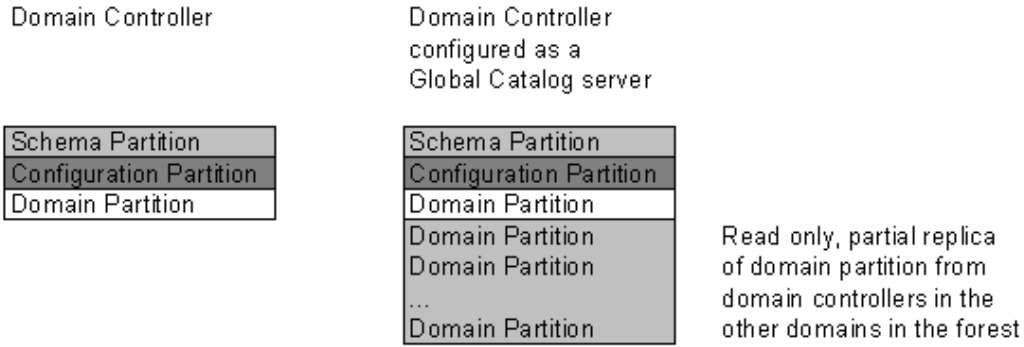 Domain Controller
Domain Controller
configured as a
Global Catalog server
Schema Partition
Configuration Partition
Domain Partition
Schema Partition
Configuration Partition
Domain Partition
Domain Partition
Domain Partition
...
Domain Partition
Read only, partial replica
of domain partition from
domain controllers in the
other domains in the forest